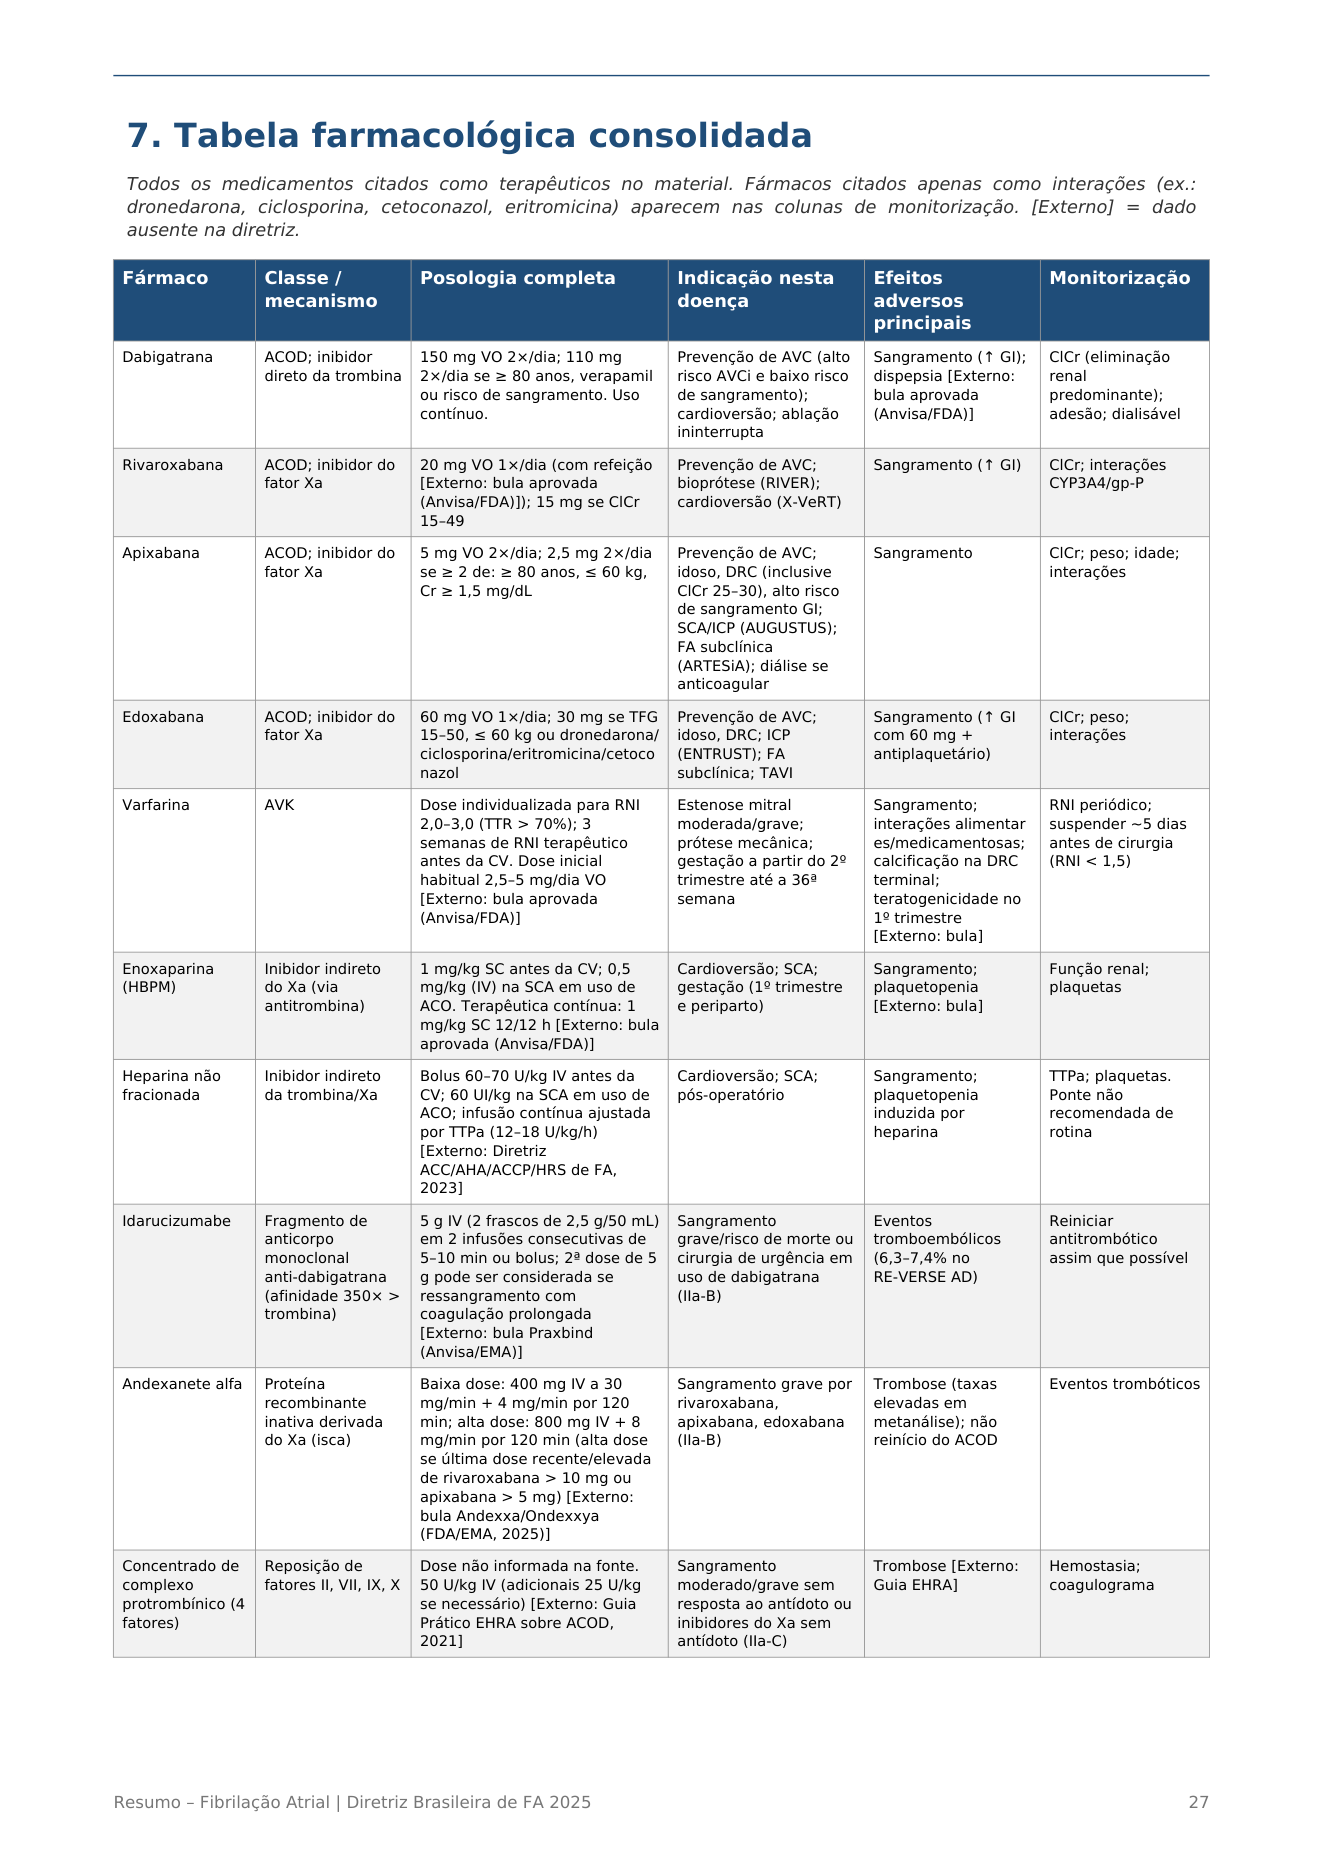 7. Tabela farmacológica consolidada
Todos os medicamentos citados como terapêuticos no material. Fármacos citados apenas como interações (ex.:
dronedarona, ciclosporina, cetoconazol, eritromicina) aparecem nas colunas de monitorização. [Externo] = dado
ausente na diretriz.
Fármaco
Classe /
mecanismo
Posologia completa
Indicação nesta
doença
Efeitos
adversos
principais
Monitorização
Dabigatrana
ACOD; inibidor
direto da trombina
150 mg VO 2×/dia; 110 mg
2×/dia se ≥ 80 anos, verapamil
ou risco de sangramento. Uso
contínuo.
Prevenção de AVC (alto
risco AVCi e baixo risco
de sangramento);
cardioversão; ablação
ininterrupta
Sangramento (↑ GI);
dispepsia [Externo:
bula aprovada
(Anvisa/FDA)]
ClCr (eliminação
renal
predominante);
adesão; dialisável
Rivaroxabana
ACOD; inibidor do
fator Xa
20 mg VO 1×/dia (com refeição
[Externo: bula aprovada
(Anvisa/FDA)]); 15 mg se ClCr
15–49
Prevenção de AVC;
bioprótese (RIVER);
cardioversão (X-VeRT)
Sangramento (↑ GI)
ClCr; interações
CYP3A4/gp-P
Apixabana
ACOD; inibidor do
fator Xa
5 mg VO 2×/dia; 2,5 mg 2×/dia
se ≥ 2 de: ≥ 80 anos, ≤ 60 kg,
Cr ≥ 1,5 mg/dL
Prevenção de AVC;
idoso, DRC (inclusive
ClCr 25–30), alto risco
de sangramento GI;
SCA/ICP (AUGUSTUS);
FA subclínica
(ARTESiA); diálise se
anticoagular
Sangramento
ClCr; peso; idade;
interações
Edoxabana
ACOD; inibidor do
fator Xa
60 mg VO 1×/dia; 30 mg se TFG
15–50, ≤ 60 kg ou dronedarona/
ciclosporina/eritromicina/cetoco
nazol
Prevenção de AVC;
idoso, DRC; ICP
(ENTRUST); FA
subclínica; TAVI
Sangramento (↑ GI
com 60 mg +
antiplaquetário)
ClCr; peso;
interações
Varfarina
AVK
Dose individualizada para RNI
2,0–3,0 (TTR > 70%); 3
semanas de RNI terapêutico
antes da CV. Dose inicial
habitual 2,5–5 mg/dia VO
[Externo: bula aprovada
(Anvisa/FDA)]
Estenose mitral
moderada/grave;
prótese mecânica;
gestação a partir do 2º
trimestre até a 36ª
semana
Sangramento;
interações alimentar
es/medicamentosas;
calcificação na DRC
terminal;
teratogenicidade no
1º trimestre
[Externo: bula]
RNI periódico;
suspender ~5 dias
antes de cirurgia
(RNI < 1,5)
Enoxaparina
(HBPM)
Inibidor indireto
do Xa (via
antitrombina)
1 mg/kg SC antes da CV; 0,5
mg/kg (IV) na SCA em uso de
ACO. Terapêutica contínua: 1
mg/kg SC 12/12 h [Externo: bula
aprovada (Anvisa/FDA)]
Cardioversão; SCA;
gestação (1º trimestre
e periparto)
Sangramento;
plaquetopenia
[Externo: bula]
Função renal;
plaquetas
Heparina não
fracionada
Inibidor indireto
da trombina/Xa
Bolus 60–70 U/kg IV antes da
CV; 60 UI/kg na SCA em uso de
ACO; infusão contínua ajustada
por TTPa (12–18 U/kg/h)
[Externo: Diretriz
ACC/AHA/ACCP/HRS de FA,
2023]
Cardioversão; SCA;
pós-operatório
Sangramento;
plaquetopenia
induzida por
heparina
TTPa; plaquetas.
Ponte não
recomendada de
rotina
Idarucizumabe
Fragmento de
anticorpo
monoclonal
anti-dabigatrana
(afinidade 350× >
trombina)
5 g IV (2 frascos de 2,5 g/50 mL)
em 2 infusões consecutivas de
5–10 min ou bolus; 2ª dose de 5
g pode ser considerada se
ressangramento com
coagulação prolongada
[Externo: bula Praxbind
(Anvisa/EMA)]
Sangramento
grave/risco de morte ou
cirurgia de urgência em
uso de dabigatrana
(IIa-B)
Eventos
tromboembólicos
(6,3–7,4% no
RE-VERSE AD)
Reiniciar
antitrombótico
assim que possível
Andexanete alfa
Proteína
recombinante
inativa derivada
do Xa (isca)
Baixa dose: 400 mg IV a 30
mg/min + 4 mg/min por 120
min; alta dose: 800 mg IV + 8
mg/min por 120 min (alta dose
se última dose recente/elevada
de rivaroxabana > 10 mg ou
apixabana > 5 mg) [Externo:
bula Andexxa/Ondexxya
(FDA/EMA, 2025)]
Sangramento grave por
rivaroxabana,
apixabana, edoxabana
(IIa-B)
Trombose (taxas
elevadas em
metanálise); não
reinício do ACOD
Eventos trombóticos
Concentrado de
complexo
protrombínico (4
fatores)
Reposição de
fatores II, VII, IX, X
Dose não informada na fonte.
50 U/kg IV (adicionais 25 U/kg
se necessário) [Externo: Guia
Prático EHRA sobre ACOD,
2021]
Sangramento
moderado/grave sem
resposta ao antídoto ou
inibidores do Xa sem
antídoto (IIa-C)
Trombose [Externo:
Guia EHRA]
Hemostasia;
coagulograma
Resumo – Fibrilação Atrial | Diretriz Brasileira de FA 2025
27